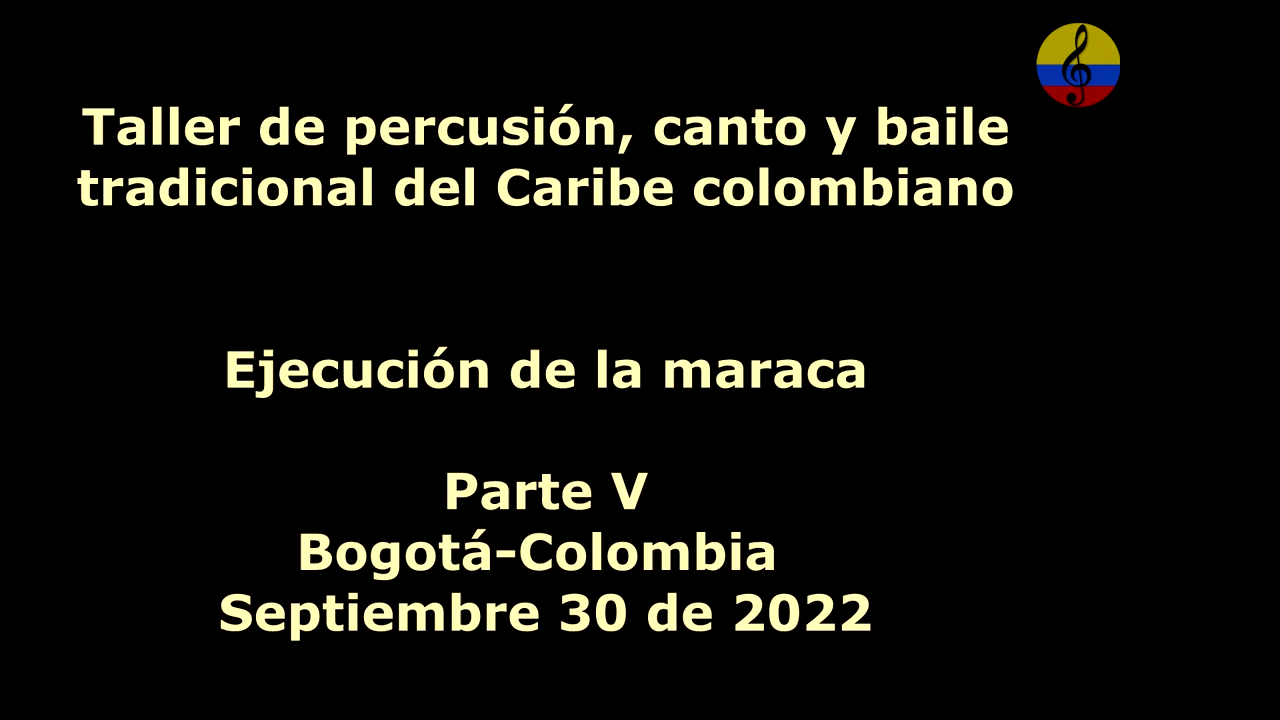 Taller de percusión, canto y baile
tradicional del Caribe colombiano
Ejecución de la maraca
Parte V
Bogotá-Colombia
Septiembre 30 de 2022